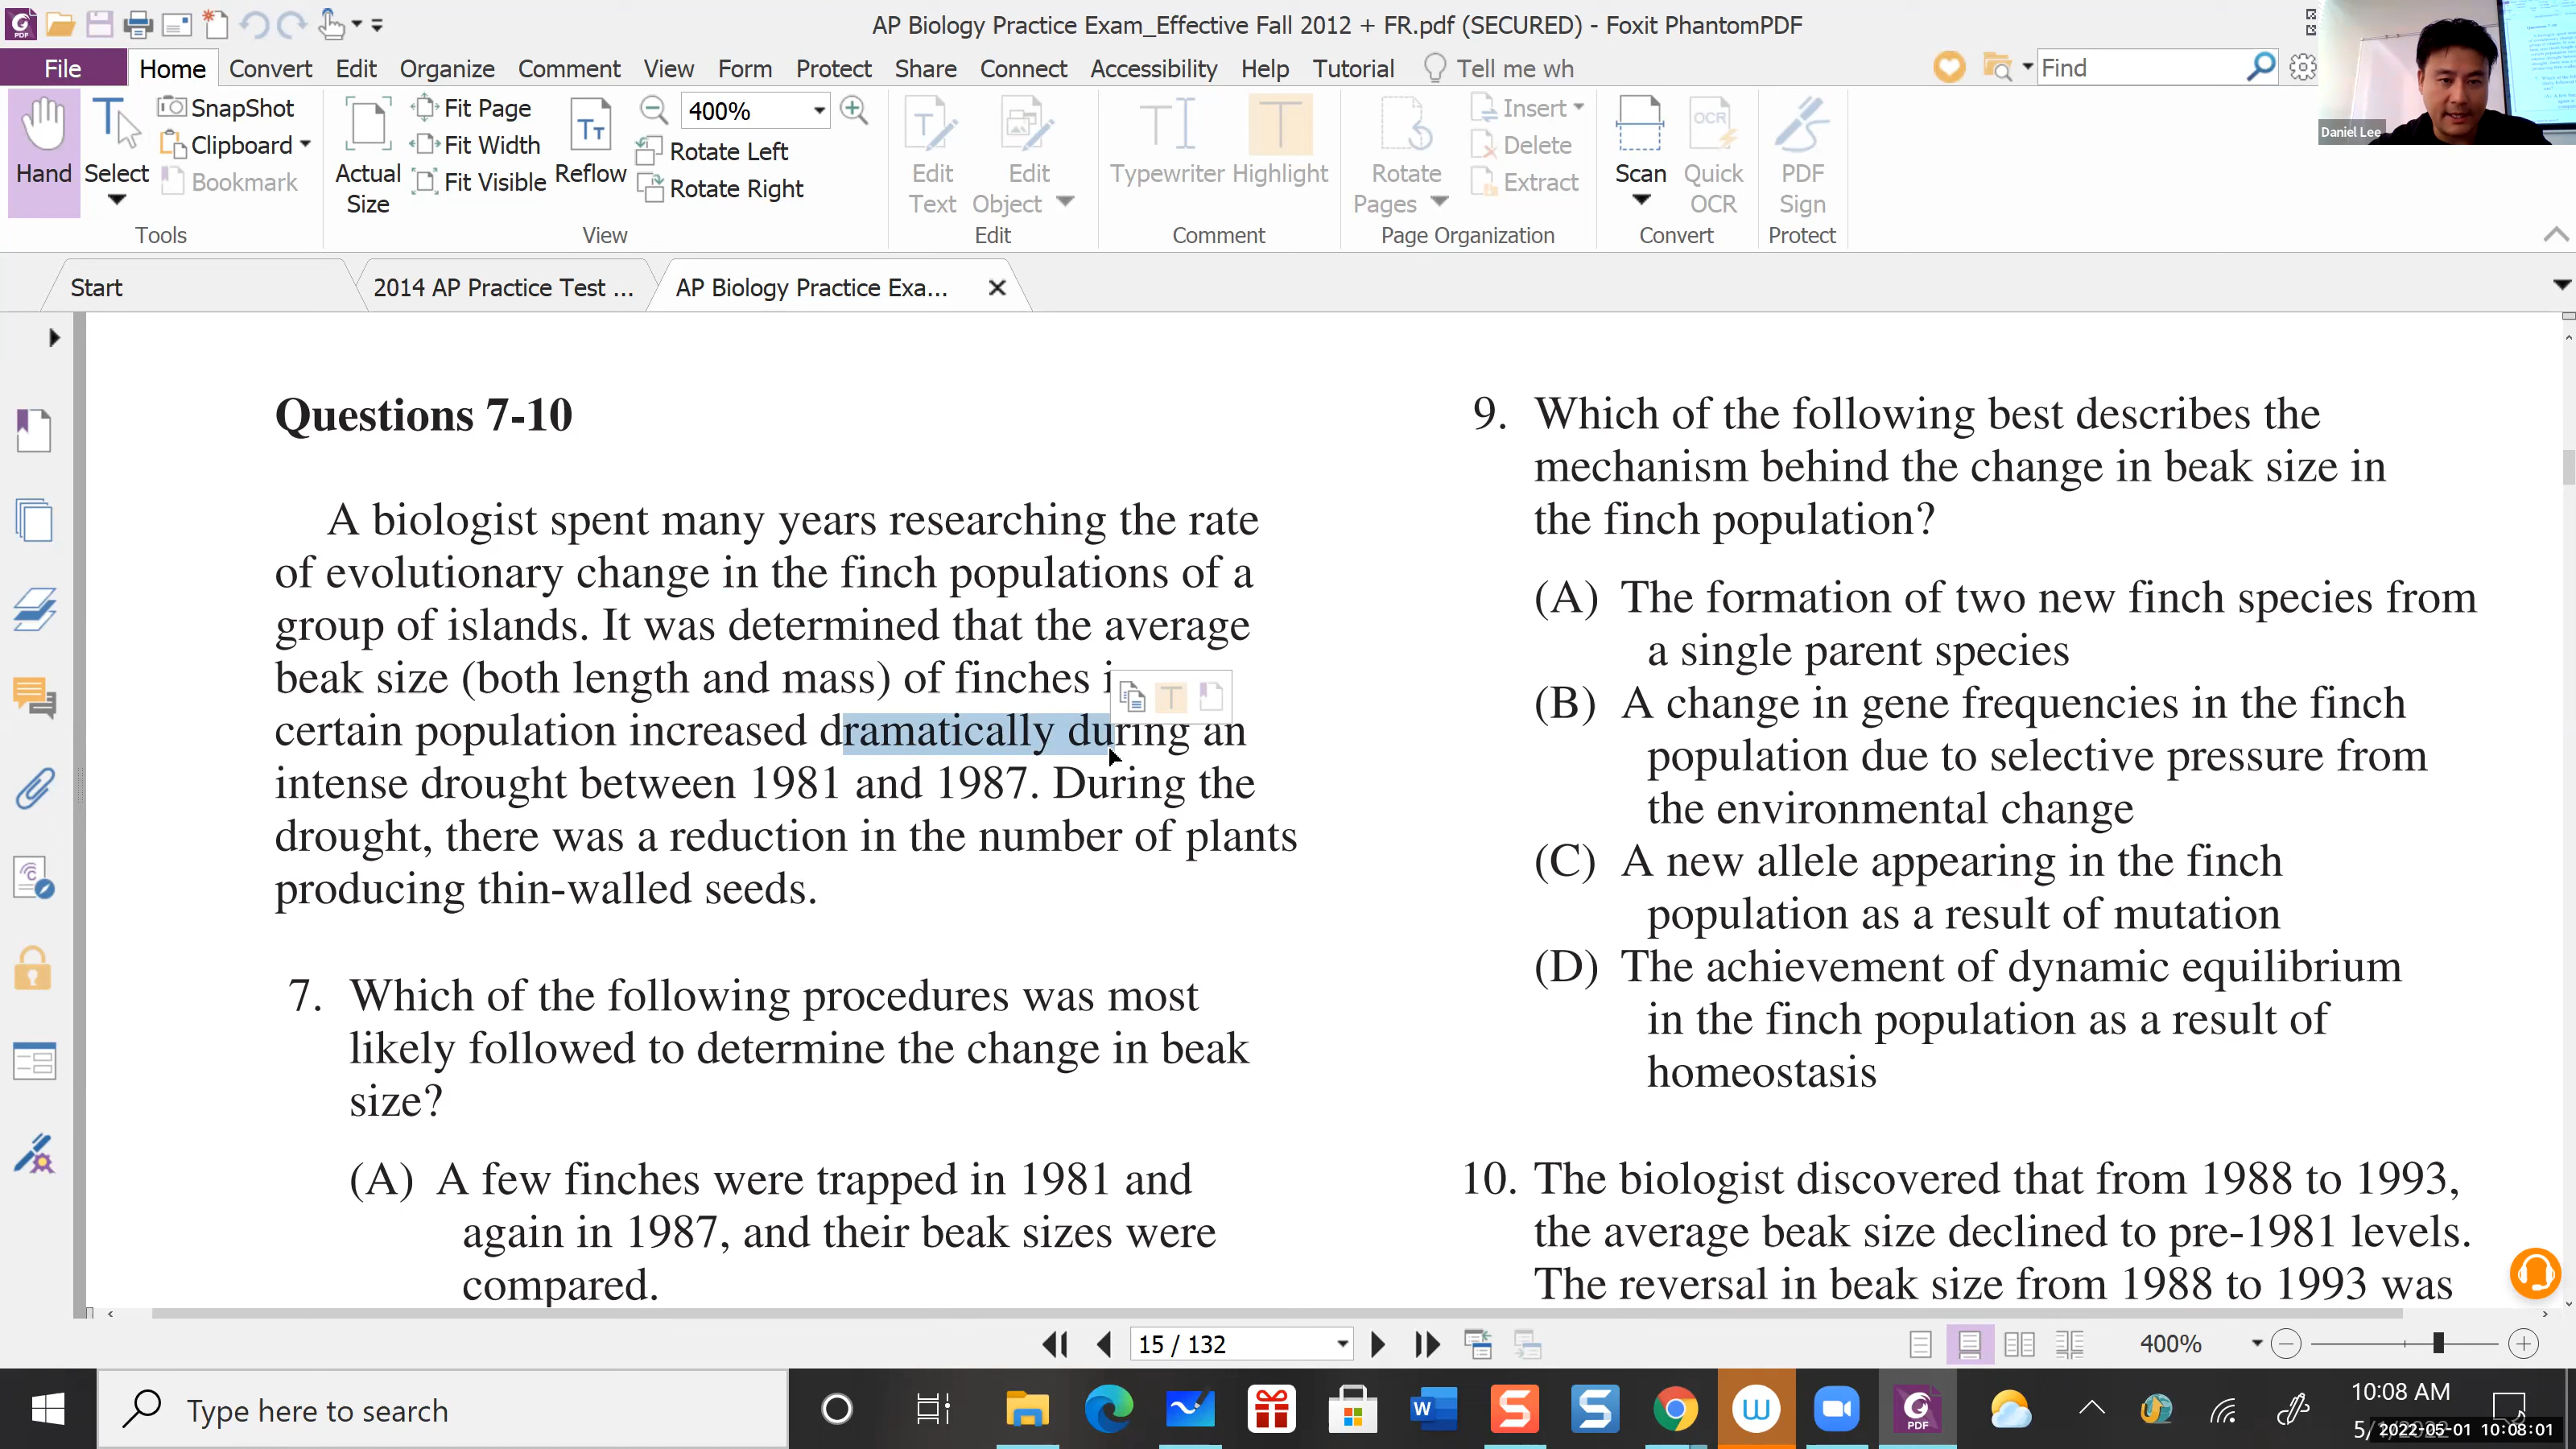 AP Biology Practice Exam_Effective Fall 2012 + FR.pdf (SECURED) - Foxit PhantomPDF
File Home Convert Edit Organize Comment View Form Protect Share Connect Accessibility Help Tutorial Tell me wh Find
Daniel Lee
Hand
Select
SnapShot
Clipboard
Bookmark
Tools
Actual Size
Fit Page
Fit Width
Fit Visible
Reflow
400%
Rotate Left
Rotate Right
View
Edit Text
Edit Object
Edit
Typewriter
Highlight
Comment
Rotate Pages
Insert
Delete
Extract
Page Organization
Scan
Quick OCR
Convert
PDF Sign
Protect
Start
2014 AP Practice Test ...
AP Biology Practice Exa...
Questions 7-10
A biologist spent many years researching the rate
of evolutionary change in the finch populations of a
group of islands. It was determined that the average
beak size (both length and mass) of finches i
certain population increased dramatically during an
intense drought between 1981 and 1987. During the
drought, there was a reduction in the number of plants
producing thin-walled seeds.
7. Which of the following procedures was most
likely followed to determine the change in beak
size?
(A) A few finches were trapped in 1981 and
again in 1987, and their beak sizes were
compared.
9. Which of the following best describes the
mechanism behind the change in beak size in
the finch population?
(A) The formation of two new finch species from
a single parent species
(B) A change in gene frequencies in the finch
population due to selective pressure from
the environmental change
(C) A new allele appearing in the finch
population as a result of mutation
(D) The achievement of dynamic equilibrium
in the finch population as a result of
homeostasis
10. The biologist discovered that from 1988 to 1993,
the average beak size declined to pre-1981 levels.
The reversal in beak size from 1988 to 1993 was
15 / 132
400%
Type here to search
10:08 AM
2022-05-01 10:08:01